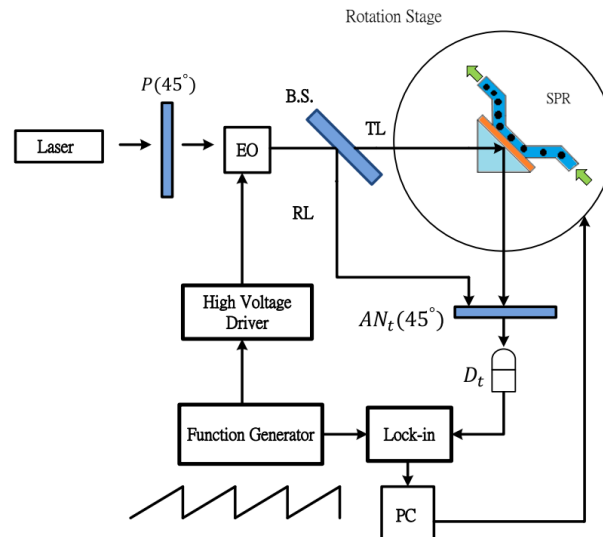 Rotation Stage
P(45°)
B.S.
SPR
Laser
EO
TL
RL
High Voltage
Driver
AN_t(45°)
D_t
Function Generator
Lock-in
PC